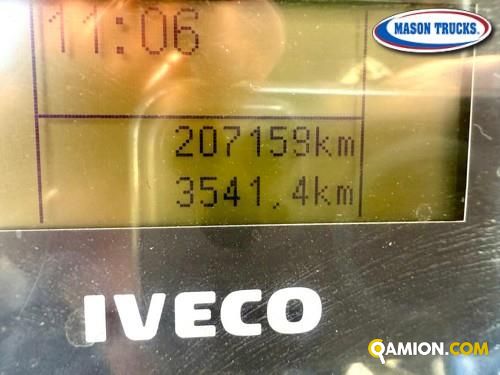 11:06
MASON TRUCKS.
207159km
3541,4km
IVECO
QAMION.COM